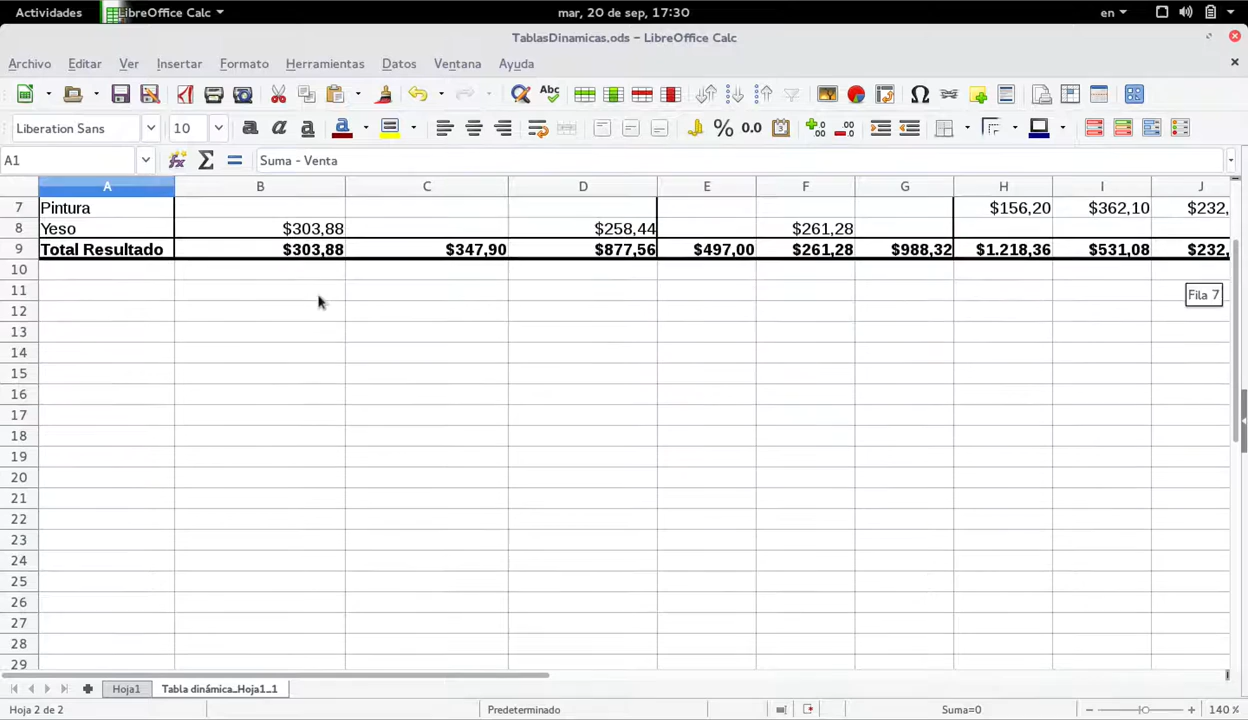 Actividades LibreOffice Calc mar, 20 de sep, 17:30 en
TablasDinamicas.ods – LibreOffice Calc
Archivo Editar Ver Insertar Formato Herramientas Datos Ventana Ayuda
Liberation Sans 10
A1 Suma - Venta
A B C D E F G H I J
7 Pintura $156,20 $362,10 $232,
8 Yeso $303,88 $258,44 $261,28
9 Total Resultado $303,88 $347,90 $877,56 $497,00 $261,28 $988,32 $1.218,36 $531,08 $232,
10
11 Fila 7
12
13
14
15
16
17
18
19
20
21
22
23
24
25
26
27
28
29
Hoja1 Tabla dinámica_Hoja1_1
Hoja 2 de 2 Predeterminado Suma=0 140 %